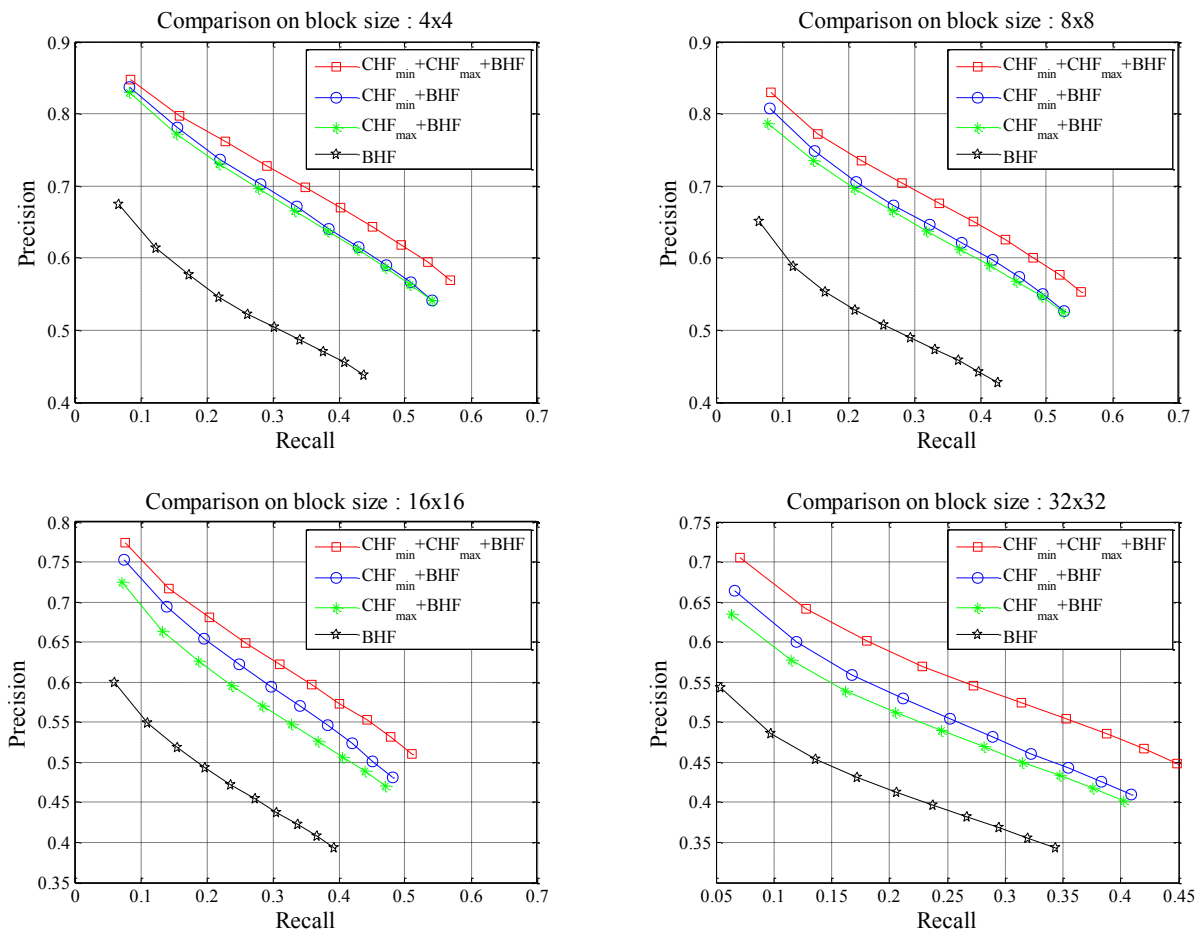 Comparison on block size : 4x4
0.9
0.8
0.7
0.6
0.5
0.4
Precision
0 0.1 0.2 0.3 0.4 0.5 0.6 0.7
Recall
CHFmin+CHFmax+BHF
CHFmin+BHF
CHFmax+BHF
BHF
Comparison on block size : 8x8
0.9
0.8
0.7
0.6
0.5
0.4
Precision
0 0.1 0.2 0.3 0.4 0.5 0.6 0.7
Recall
CHFmin+CHFmax+BHF
CHFmin+BHF
CHFmax+BHF
BHF
Comparison on block size : 16x16
0.8
0.75
0.7
0.65
0.6
0.55
0.5
0.45
0.4
0.35
Precision
0 0.1 0.2 0.3 0.4 0.5 0.6 0.7
Recall
CHFmin+CHFmax+BHF
CHFmin+BHF
CHFmax+BHF
BHF
Comparison on block size : 32x32
0.75
0.7
0.65
0.6
0.55
0.5
0.45
0.4
0.35
Precision
0.05 0.1 0.15 0.2 0.25 0.3 0.35 0.4 0.45
Recall
CHFmin+CHFmax+BHF
CHFmin+BHF
CHFmax+BHF
BHF